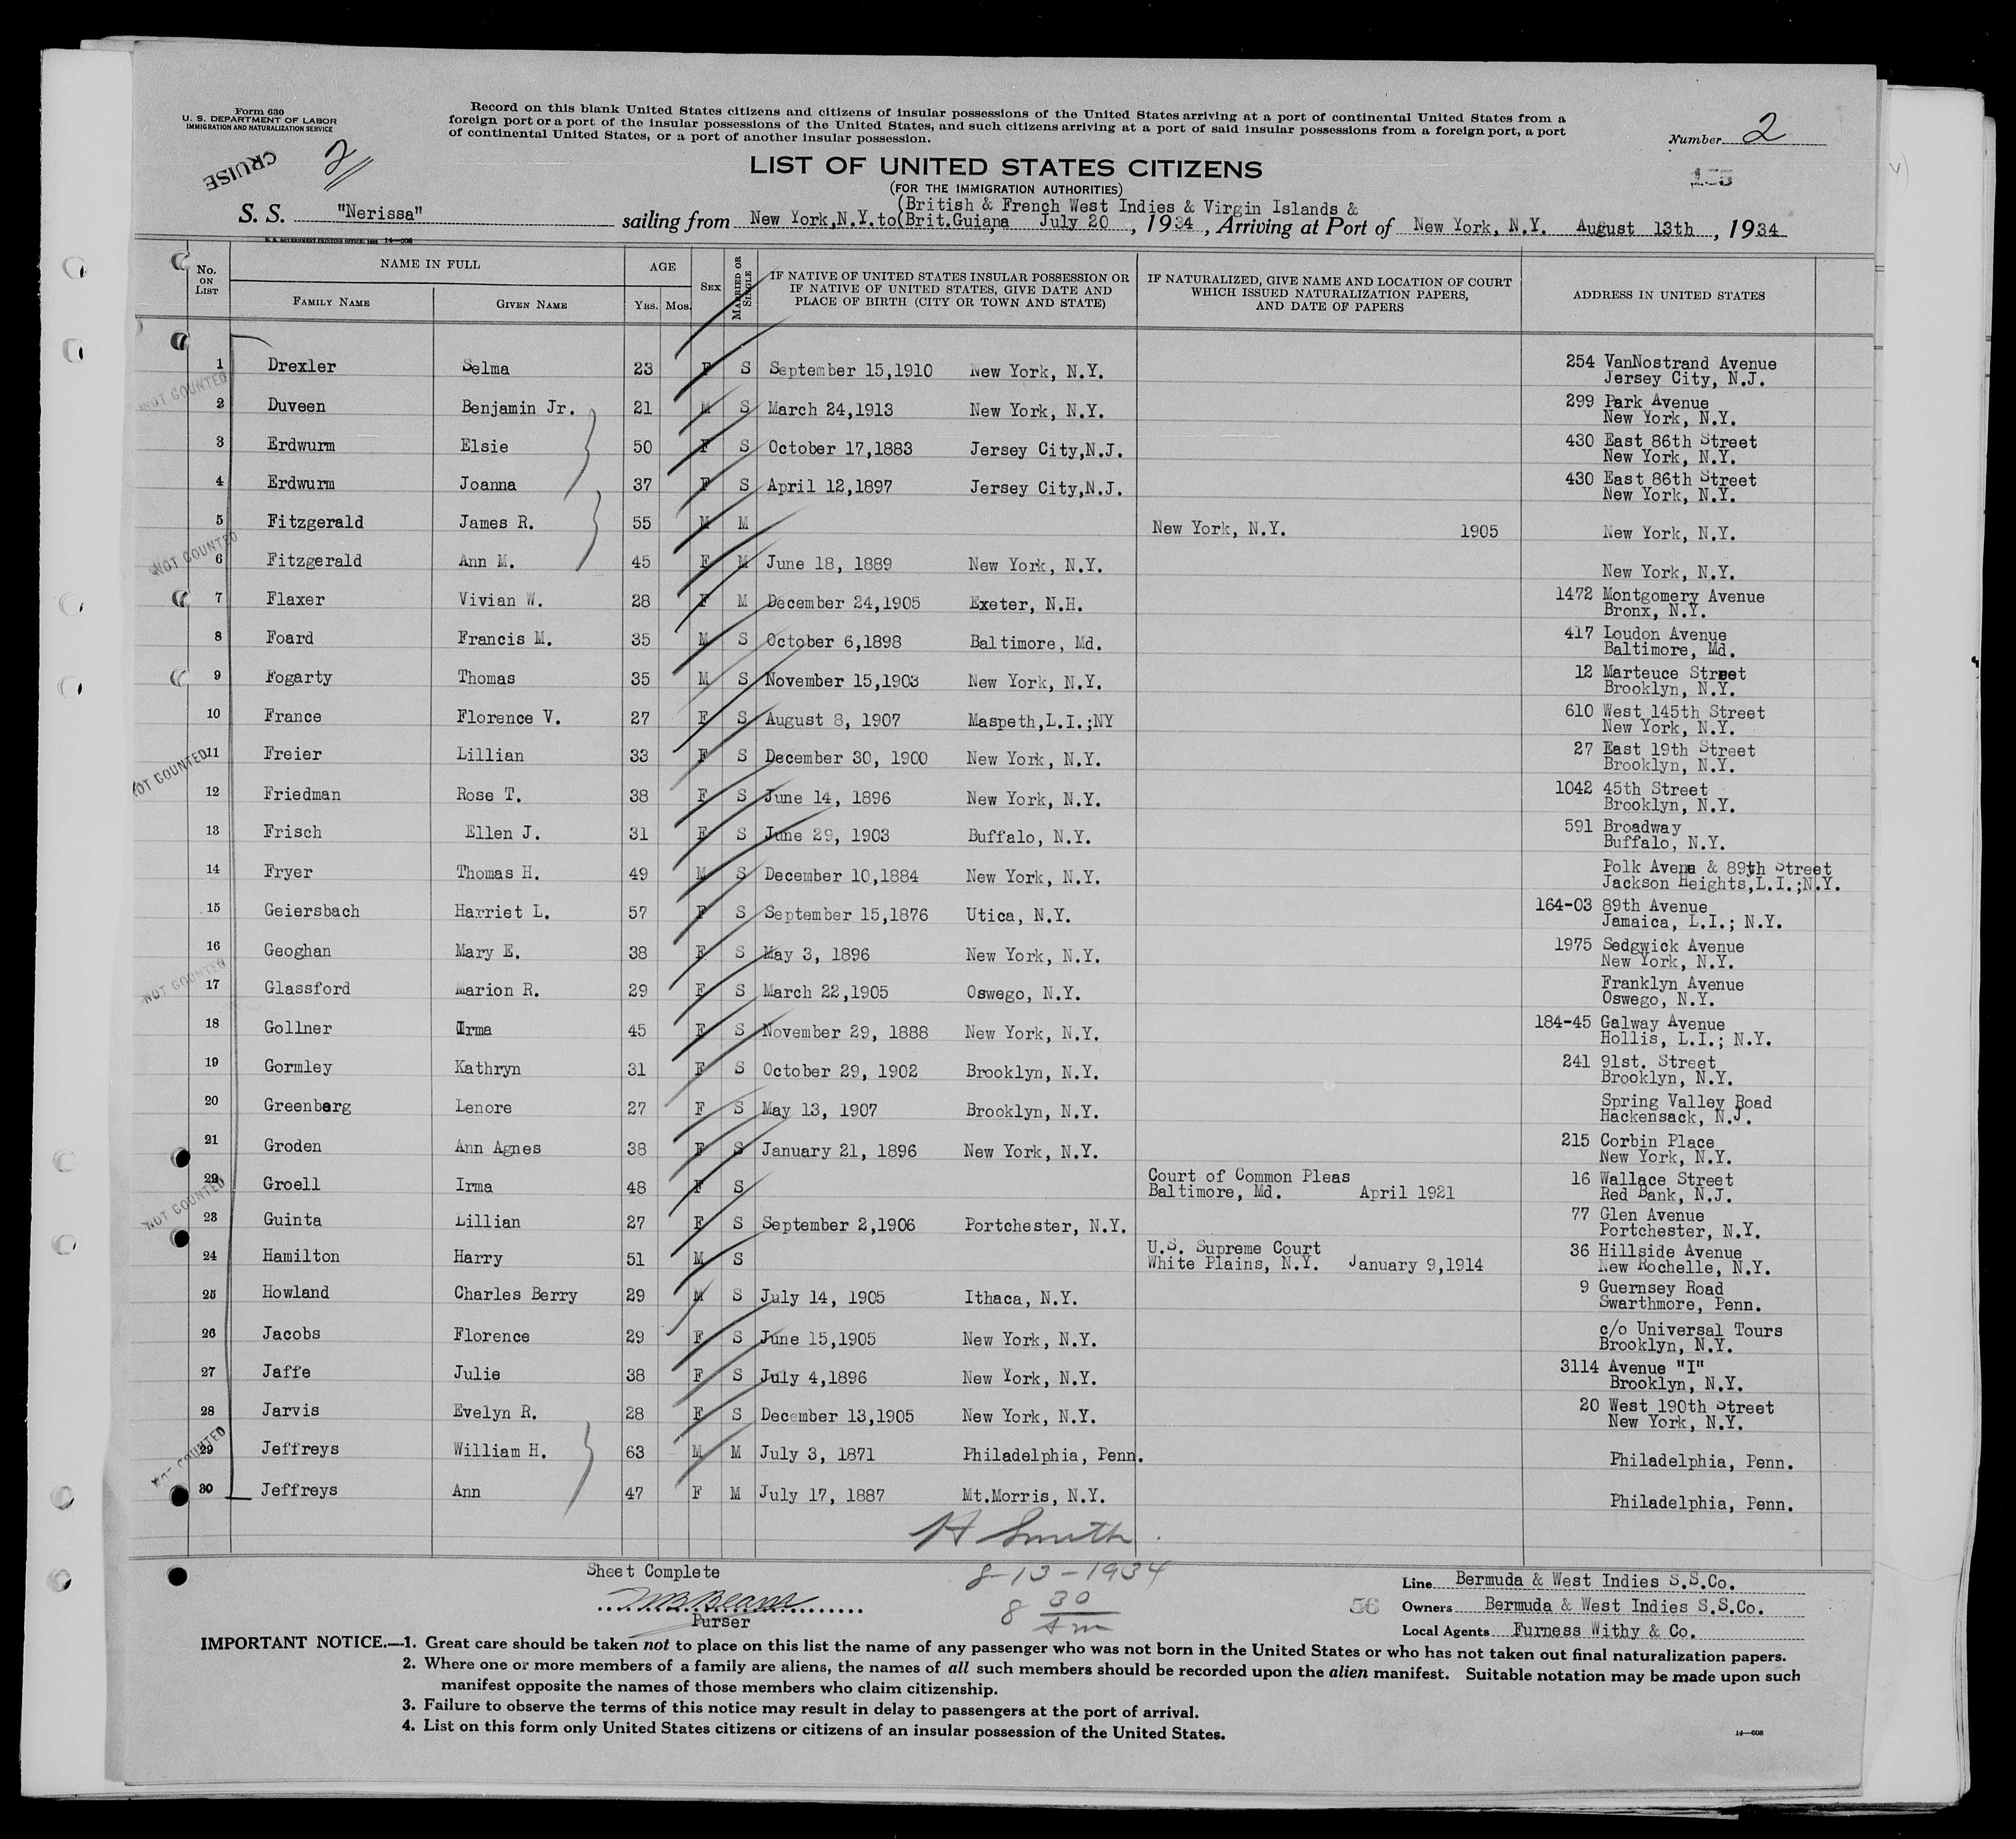 Form 630
U. S. DEPARTMENT OF LABOR
IMMIGRATION AND NATURALIZATION SERVICE
CRUISE
2
Record on this blank United States citizens and citizens of insular possessions of the United States arriving at a port of continental United States from a
foreign port or a port of the insular possessions of the United States, and such citizens arriving at a port of said insular possessions from a foreign port, a port
of continental United States, or a port of another insular possession.
Number 2
LIST OF UNITED STATES CITIZENS
(FOR THE IMMIGRATION AUTHORITIES)
(British & French West Indies & Virgin Islands &
S. S. "Nerissa" sailing from New York,N.Y.to(Brit.Guiana July 20, 1934, Arriving at Port of New York, N.Y. August 13th, 1934
U. S. GOVERNMENT PRINTING OFFICE 14—608
No. ON LIST NAME IN FULL FAMILY NAME GIVEN NAME AGE YRS. MOS. SEX MARRIED OR SINGLE IF NATIVE OF UNITED STATES INSULAR POSSESSION OR IF NATIVE OF UNITED STATES, GIVE DATE AND PLACE OF BIRTH (CITY OR TOWN AND STATE) IF NATURALIZED, GIVE NAME AND LOCATION OF COURT WHICH ISSUED NATURALIZATION PAPERS, AND DATE OF PAPERS ADDRESS IN UNITED STATES
1 Drexler Selma 23 F S September 15,1910 New York, N.Y. 254 VanNostrand Avenue
Jersey City, N.J.
NOT COUNTED
2 Duveen Benjamin Jr. 21 M S March 24,1913 New York, N.Y. 299 Park Avenue
New York, N.Y.
3 Erdwurm Elsie 50 F S October 17,1883 Jersey City,N.J. 430 East 86th Street
New York, N.Y.
4 Erdwurm Joanna 37 F S April 12,1897 Jersey City,N.J. 430 East 86th Street
New York, N.Y.
5 Fitzgerald James R. 55 M M New York, N.Y. 1905 New York, N.Y.
NOT COUNTED
6 Fitzgerald Ann M. 45 F M June 18, 1889 New York, N.Y. New York, N.Y.
7 Flaxer Vivian W. 28 F M December 24,1905 Exeter, N.H. 1472 Montgomery Avenue
Bronx, N.Y.
8 Foard Francis M. 35 M S October 6,1898 Baltimore, Md. 417 Loudon Avenue
Baltimore, Md.
9 Fogarty Thomas 35 M S November 15,1903 New York, N.Y. 12 Marteuce Street
Brooklyn, N.Y.
10 France Florence V. 27 F S August 8, 1907 Maspeth,L.I.;NY 610 West 145th Street
New York, N.Y.
11 Freier Lillian 33 F S December 30, 1900 New York, N.Y. 27 East 19th Street
Brooklyn, N.Y.
NOT COUNTED
12 Friedman Rose T. 38 F S June 14, 1896 New York, N.Y. 1042 45th Street
Brooklyn, N.Y.
13 Frisch Ellen J. 31 F S June 29, 1903 Buffalo, N.Y. 591 Broadway
Buffalo, N.Y.
14 Fryer Thomas H. 49 M S December 10,1884 New York, N.Y. Polk Avene & 89th Street
Jackson Heights,L.I.;N.Y.
15 Geiersbach Harriet L. 57 F S September 15,1876 Utica, N.Y. 164-03 89th Avenue
Jamaica, L.I.; N.Y.
16 Geoghan Mary E. 38 F S May 3, 1896 New York, N.Y. 1975 Sedgwick Avenue
New York, N.Y.
NOT COUNTED
17 Glassford Marion R. 29 F S March 22,1905 Oswego, N.Y. Franklyn Avenue
Oswego, N.Y.
18 Gollner Irma 45 F S November 29, 1888 New York, N.Y. 184-45 Galway Avenue
Hollis, L.I.; N.Y.
19 Gormley Kathryn 31 F S October 29, 1902 Brooklyn, N.Y. 241 91st. Street
Brooklyn, N.Y.
20 Greenberg Lenore 27 F S May 13, 1907 Brooklyn, N.Y. Spring Valley Road
Hackensack, N.J.
21 Groden Ann Agnes 38 F S January 21, 1896 New York, N.Y. 215 Corbin Place
New York, N.Y.
22 Groell Irma 48 F S Court of Common Pleas
Baltimore, Md. April 1921 16 Wallace Street
Red Bank, N.J.
NOT COUNTED
23 Guinta Lillian 27 F S September 2,1906 Portchester, N.Y. 77 Glen Avenue
Portchester, N.Y.
24 Hamilton Harry 51 M S U.S. Supreme Court
White Plains, N.Y. January 9,1914 36 Hillside Avenue
New Rochelle, N.Y.
25 Howland Charles Berry 29 M S July 14, 1905 Ithaca, N.Y. 9 Guernsey Road
Swarthmore, Penn.
26 Jacobs Florence 29 F S June 15,1905 New York, N.Y. c/o Universal Tours
Brooklyn, N.Y.
27 Jaffe Julie 38 F S July 4,1896 New York, N.Y. 3114 Avenue "I"
Brooklyn, N.Y.
28 Jarvis Evelyn R. 28 F S December 13,1905 New York, N.Y. 20 West 190th Street
New York, N.Y.
29 Jeffreys William H. 63 M M July 3, 1871 Philadelphia, Penn. Philadelphia, Penn.
NOT COUNTED
30 Jeffreys Ann 47 F M July 17, 1887 Mt.Morris, N.Y. Philadelphia, Penn.
H Smith
8-13-1934
8 30
Am
Sheet Complete
Purser
56
Line Bermuda & West Indies S.S.Co.
Owners Bermuda & West Indies S.S.Co.
Local Agents Furness Withy & Co.
IMPORTANT NOTICE.—1. Great care should be taken not to place on this list the name of any passenger who was not born in the United States or who has not taken out final naturalization papers.
2. Where one or more members of a family are aliens, the names of all such members should be recorded upon the alien manifest. Suitable notation may be made upon such
manifest opposite the names of those members who claim citizenship.
3. Failure to observe the terms of this notice may result in delay to passengers at the port of arrival.
4. List on this form only United States citizens or citizens of an insular possession of the United States.
14—608